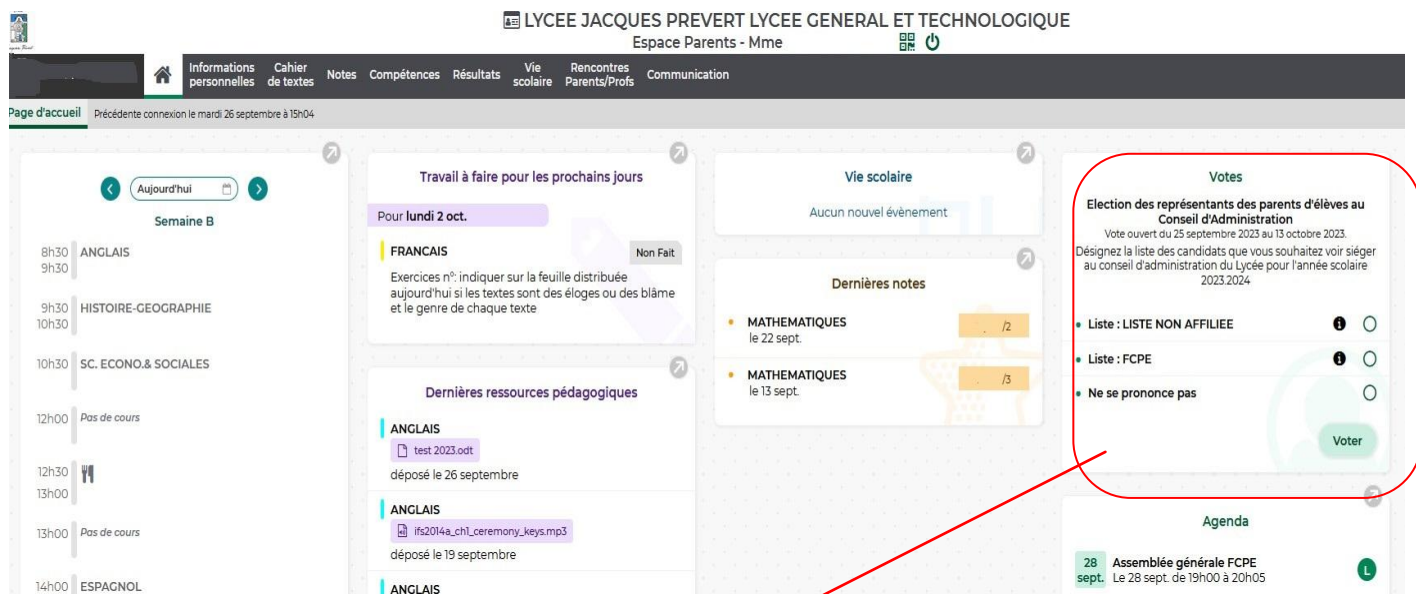 LYCEE JACQUES PREVERT LYCEE GENERAL ET TECHNOLOGIQUE
Espace Parents - Mme
Informations personnelles
Cahier de textes
Notes
Compétences
Résultats
Vie scolaire
Rencontres Parents/Profs
Communication
Page d'accueil
Précédente connexion le mardi 26 septembre à 15h04
Aujourd'hui
Semaine B
8h30 ANGLAIS
9h30
9h30 HISTOIRE-GEOGRAPHIE
10h30
10h30 SC. ECONO.& SOCIALES
12h00 Pas de cours
12h30
13h00
13h00 Pas de cours
14h00 ESPAGNOL
Travail à faire pour les prochains jours
Pour lundi 2 oct.
FRANCAIS
Non Fait
Exercices n°: indiquer sur la feuille distribuée
aujourd'hui si les textes sont des éloges ou des blâme
et le genre de chaque texte
Dernières ressources pédagogiques
ANGLAIS
test 2023.odt
déposé le 26 septembre
ANGLAIS
ifs2014a_ch1_ceremony_keys.mp3
déposé le 19 septembre
ANGLAIS
Vie scolaire
Aucun nouvel évènement
Dernières notes
MATHEMATIQUES /2
le 22 sept.
MATHEMATIQUES /3
le 13 sept.
Votes
Election des représentants des parents d'élèves au
Conseil d'Administration
Vote ouvert du 25 septembre 2023 au 13 octobre 2023.
Désignez la liste des candidats que vous souhaitez voir siéger
au conseil d'administration du Lycée pour l'année scolaire
2023.2024
Liste : LISTE NON AFFILIEE
Liste : FCPE
Ne se prononce pas
Voter
Agenda
28 Assemblée générale FCPE
sept. Le 28 sept. de 19h00 à 20h05
L